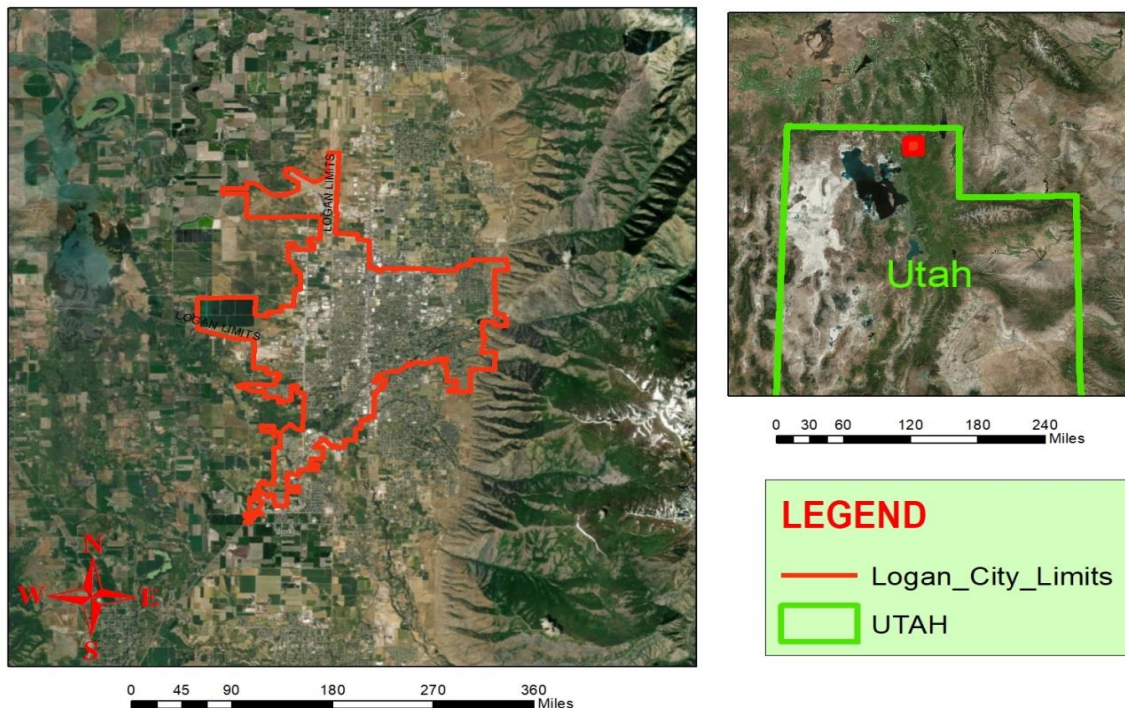 LOGAN LIMITS
LOGAN LIMITS
N
W E
S
0 45 90 180 270 360
Miles
Utah
0 30 60 120 180 240
Miles
LEGEND
Logan_City_Limits
UTAH